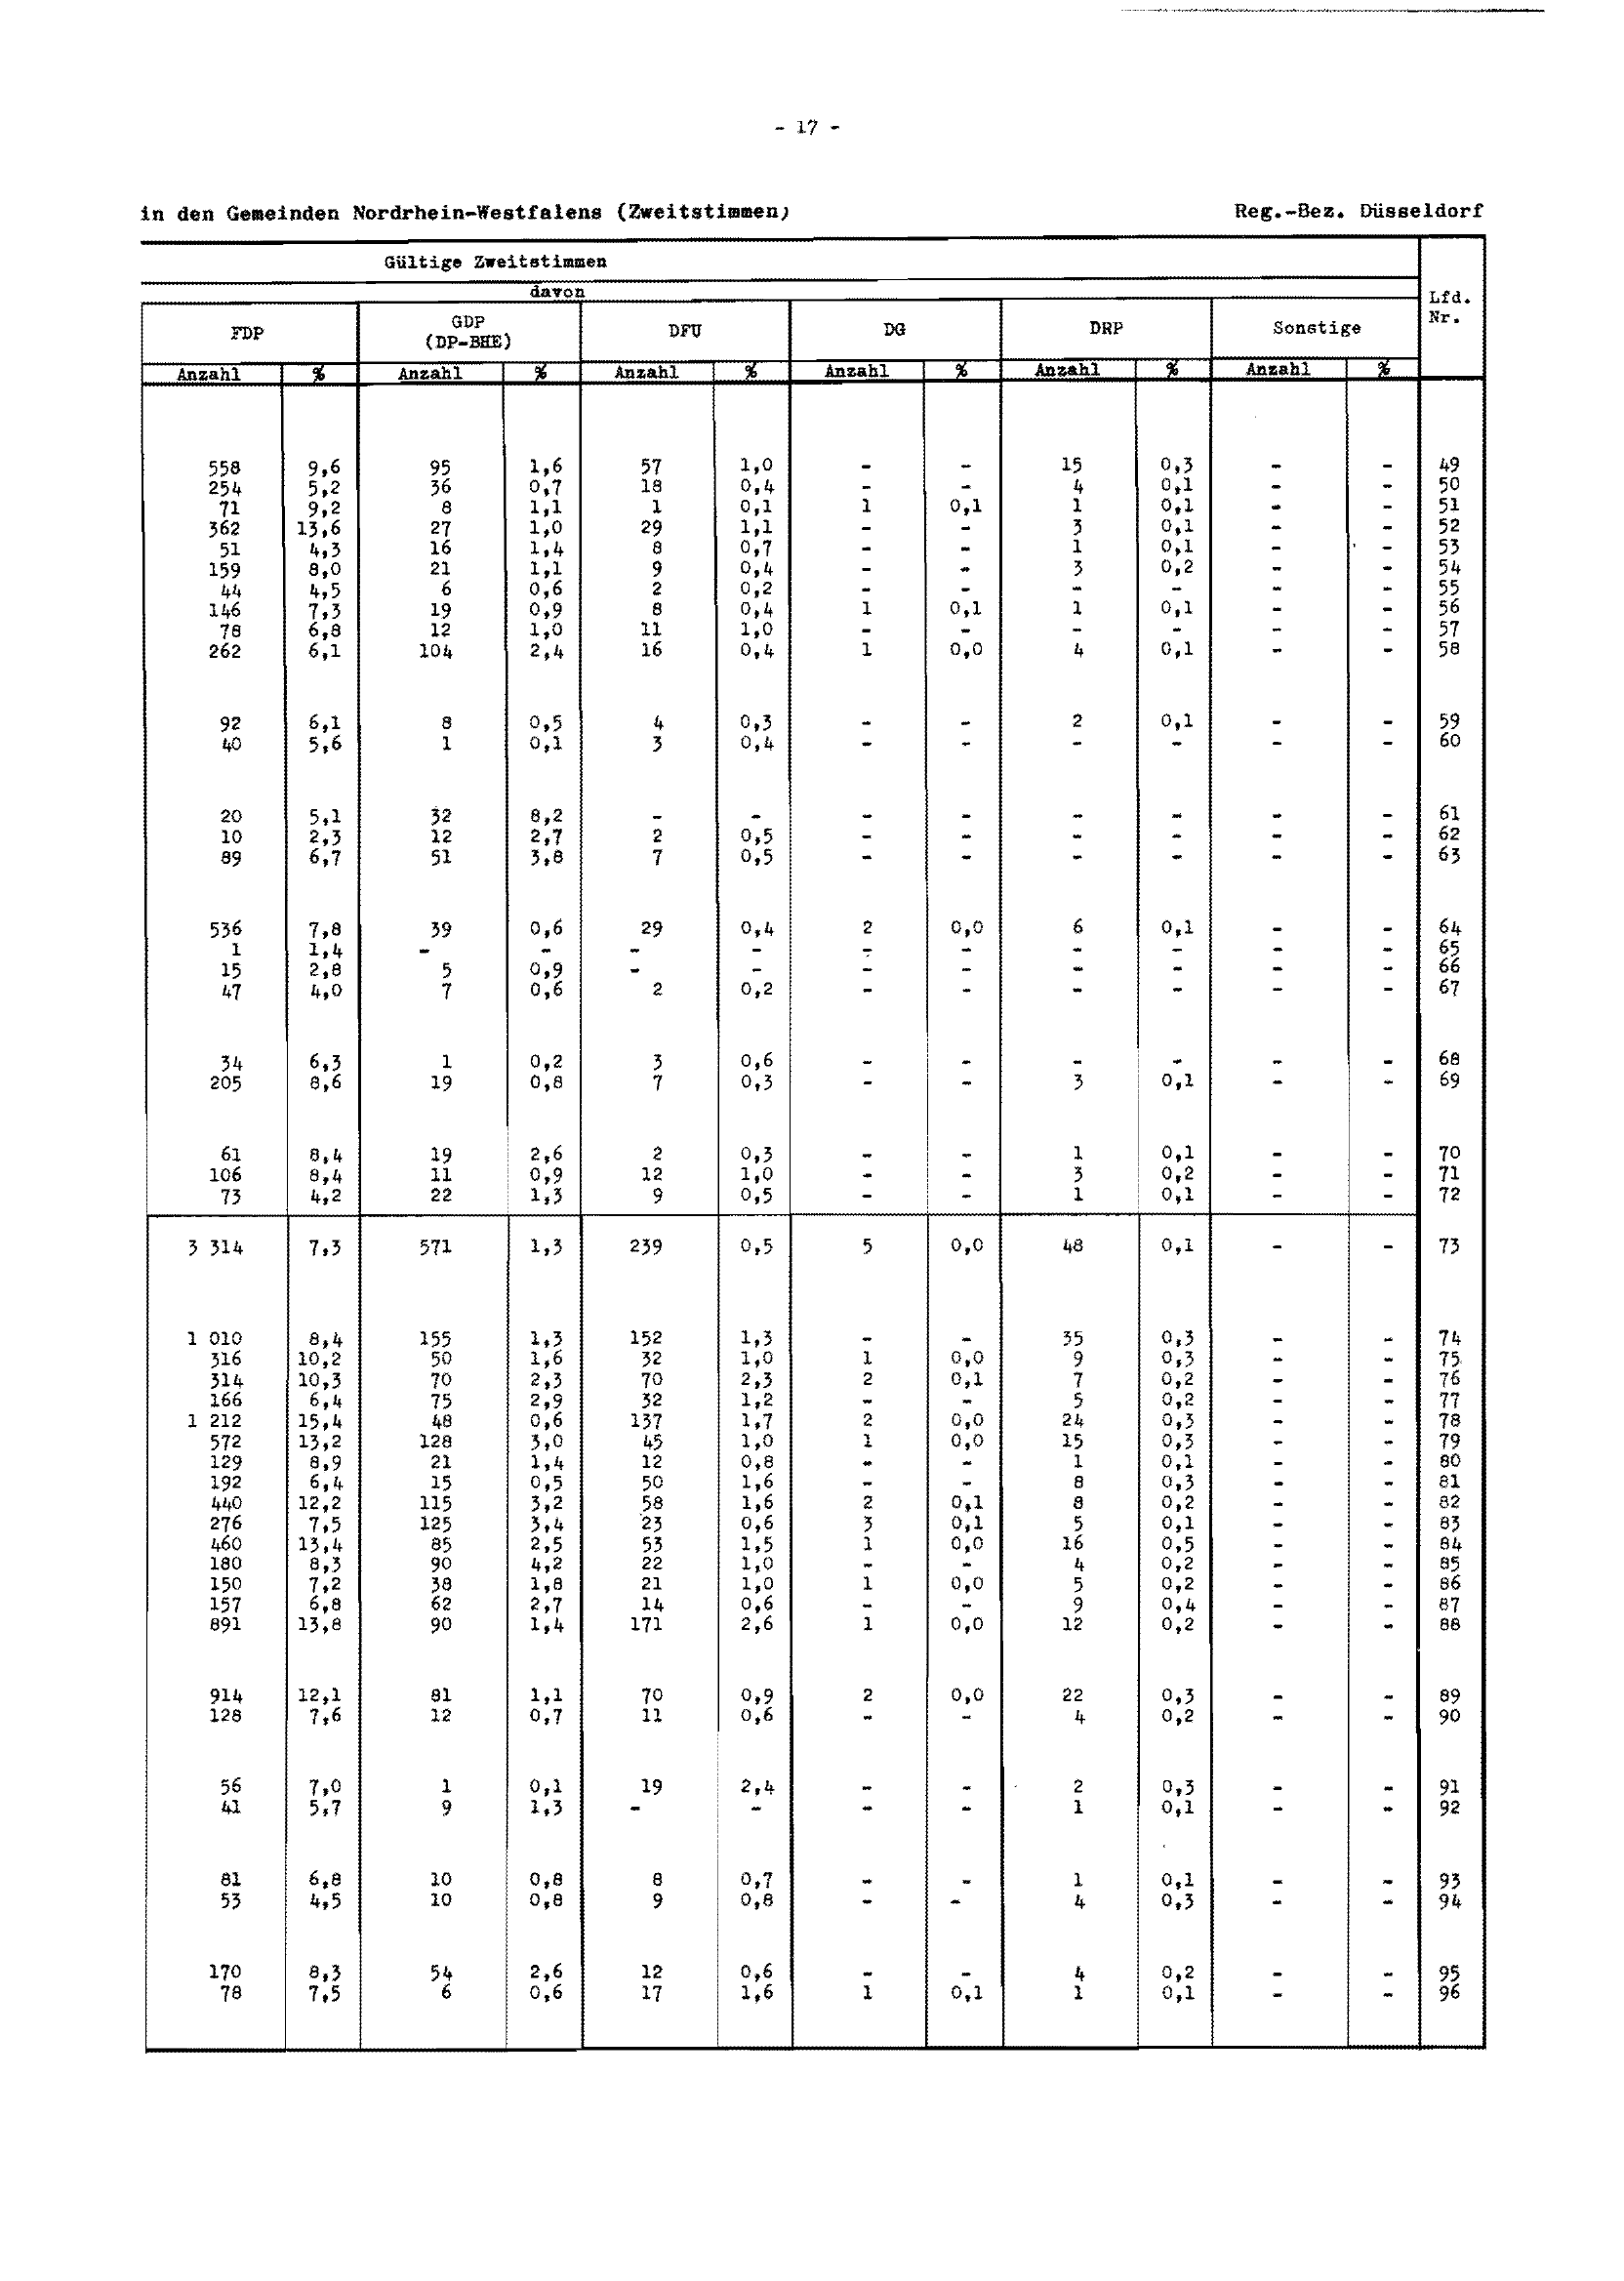 - 17 -
in den Gemeinden Nordrhein-Westfalens (Zweitstimmen) Reg.-Bez. Düsseldorf
Gültige Zweitstimmen
davon
Lfd. Nr.
FDP GDP (DP-BHE) DFU DG DRP Sonstige
Anzahl % Anzahl % Anzahl % Anzahl % Anzahl % Anzahl %
558 9,6 95 1,6 57 1,0 - - 15 0,3 - - 49
254 5,2 36 0,7 18 0,4 - - 4 0,1 - - 50
71 9,2 8 1,1 1 0,1 1 0,1 1 0,1 - - 51
362 13,6 27 1,0 29 1,1 - - 3 0,1 - - 52
51 4,3 16 1,4 8 0,7 - - 1 0,1 - - 53
159 8,0 21 1,1 9 0,4 - - 3 0,2 - - 54
44 4,5 6 0,6 2 0,2 - - - - - - 55
146 7,3 19 0,9 8 0,4 1 0,1 1 0,1 - - 56
78 6,8 12 1,0 11 1,0 - - - - - - 57
262 6,1 104 2,4 16 0,4 1 0,0 4 0,1 - - 58
92 6,1 8 0,5 4 0,3 - - 2 0,1 - - 59
40 5,6 1 0,1 3 0,4 - - - - - - 60
20 5,1 32 8,2 - - - - - - - - 61
10 2,3 12 2,7 2 0,5 - - - - - - 62
89 6,7 51 3,8 7 0,5 - - - - - - 63
536 7,8 39 0,6 29 0,4 2 0,0 6 0,1 - - 64
1 1,4 - - - - - - - - - - 65
15 2,8 5 0,9 - - - - - - - - 66
47 4,0 7 0,6 2 0,2 - - - - - - 67
34 6,3 1 0,2 3 0,6 - - - - - - 68
205 8,6 19 0,8 7 0,3 - - 3 0,1 - - 69
61 8,4 19 2,6 2 0,3 - - 1 0,1 - - 70
106 8,4 11 0,9 12 1,0 - - 3 0,2 - - 71
73 4,2 22 1,3 9 0,5 - - 1 0,1 - - 72
3 314 7,3 571 1,3 239 0,5 5 0,0 48 0,1 - - 73
1 010 8,4 155 1,3 152 1,3 - - 35 0,3 - - 74
316 10,2 50 1,6 32 1,0 1 0,0 9 0,3 - - 75
314 10,3 70 2,3 70 2,3 2 0,1 7 0,2 - - 76
166 6,4 75 2,9 32 1,2 - - 5 0,2 - - 77
1 212 15,4 48 0,6 137 1,7 2 0,0 24 0,3 - - 78
572 13,2 128 3,0 45 1,0 1 0,0 15 0,3 - - 79
129 8,9 21 1,4 12 0,8 - - 1 0,1 - - 80
192 6,4 15 0,5 50 1,6 - - 8 0,3 - - 81
440 12,2 115 3,2 58 1,6 2 0,1 8 0,2 - - 82
276 7,5 125 3,4 23 0,6 3 0,1 5 0,1 - - 83
460 13,4 85 2,5 53 1,5 1 0,0 16 0,5 - - 84
180 8,3 90 4,2 22 1,0 - - 4 0,2 - - 85
150 7,2 38 1,8 21 1,0 1 0,0 5 0,2 - - 86
157 6,8 62 2,7 14 0,6 - - 9 0,4 - - 87
891 13,8 90 1,4 171 2,6 1 0,0 12 0,2 - - 88
914 12,1 81 1,1 70 0,9 2 0,0 22 0,3 - - 89
128 7,6 12 0,7 11 0,6 - - 4 0,2 - - 90
56 7,0 1 0,1 19 2,4 - - 2 0,3 - - 91
41 5,7 9 1,3 - - - - 1 0,1 - - 92
81 6,8 10 0,8 8 0,7 - - 1 0,1 - - 93
53 4,5 10 0,8 9 0,8 - - 4 0,3 - - 94
170 8,3 54 2,6 12 0,6 - - 4 0,2 - - 95
78 7,5 6 0,6 17 1,6 1 0,1 1 0,1 - - 96